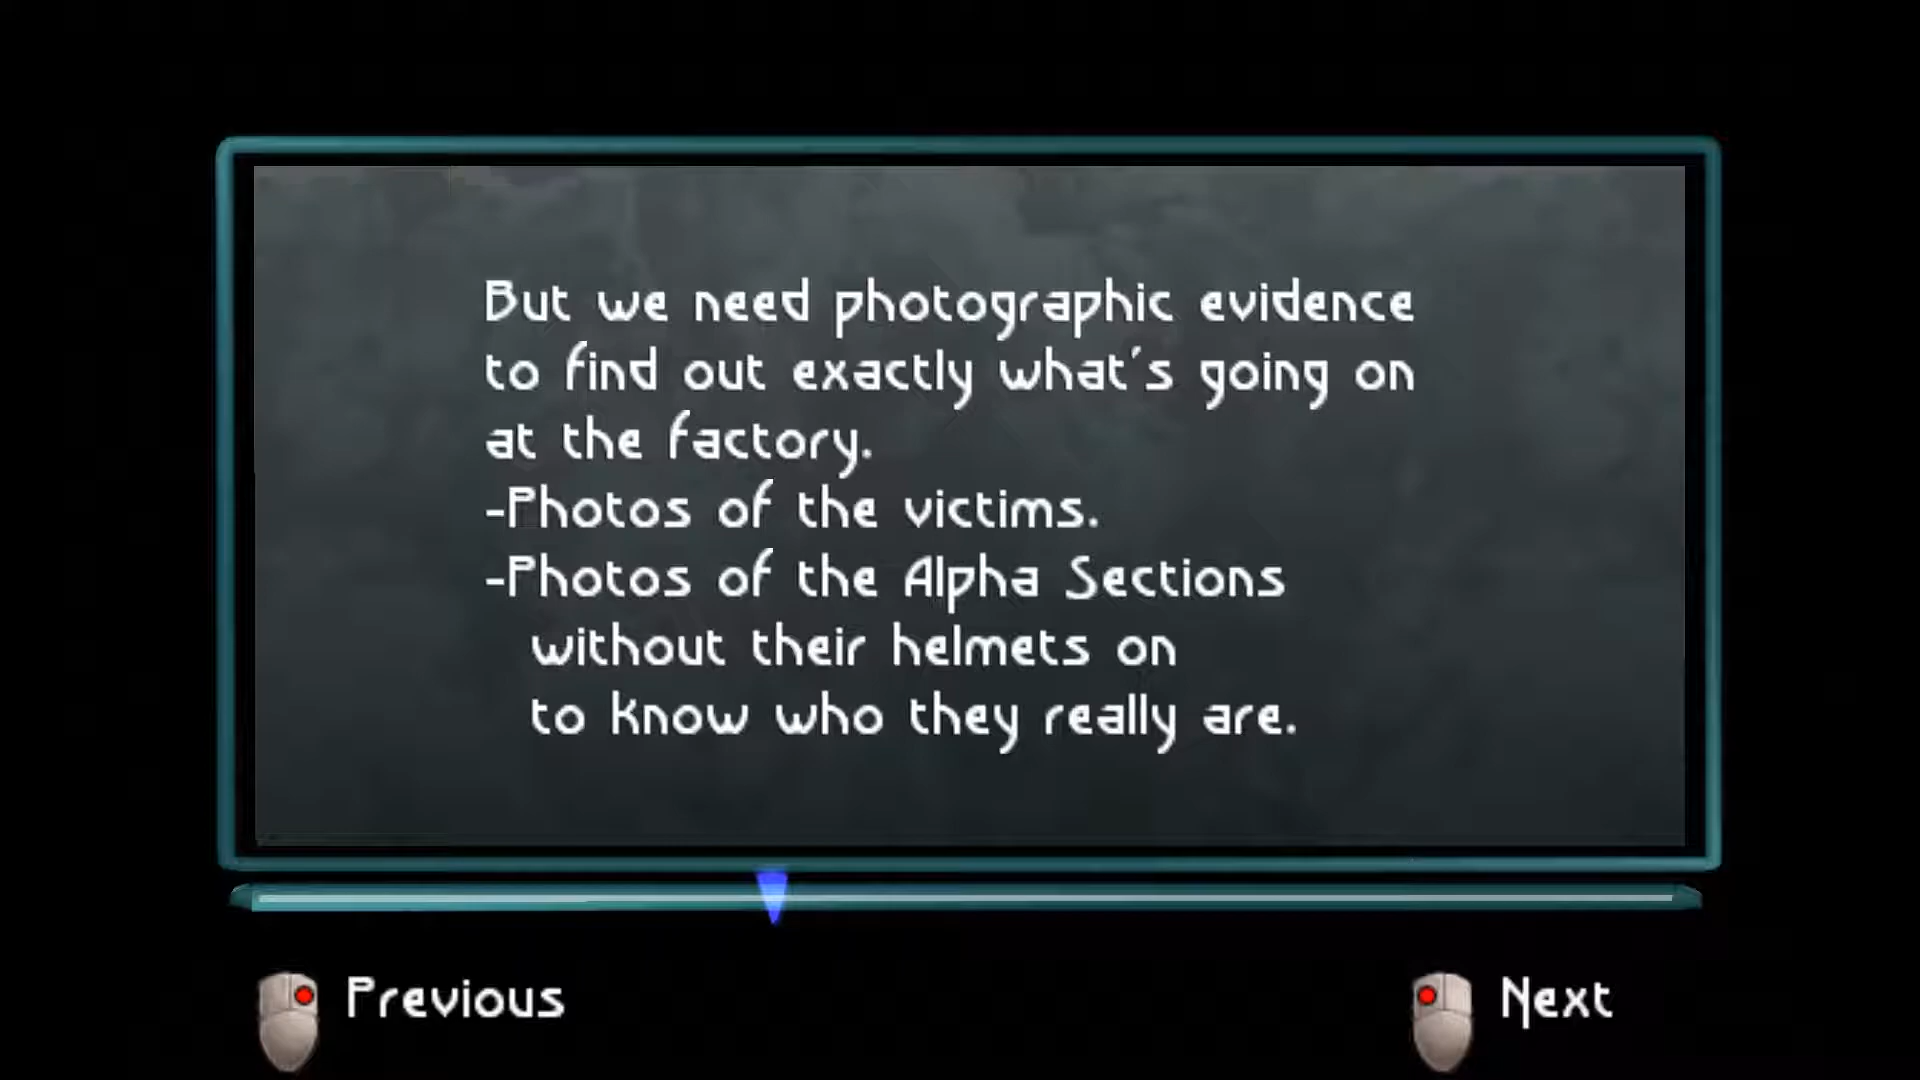 But we need photographic evidence
to find out exactly what's going on
at the factory.
-Photos of the victims.
-Photos of the Alpha Sections
without their helmets on
to know who they really are.
Previous
Next